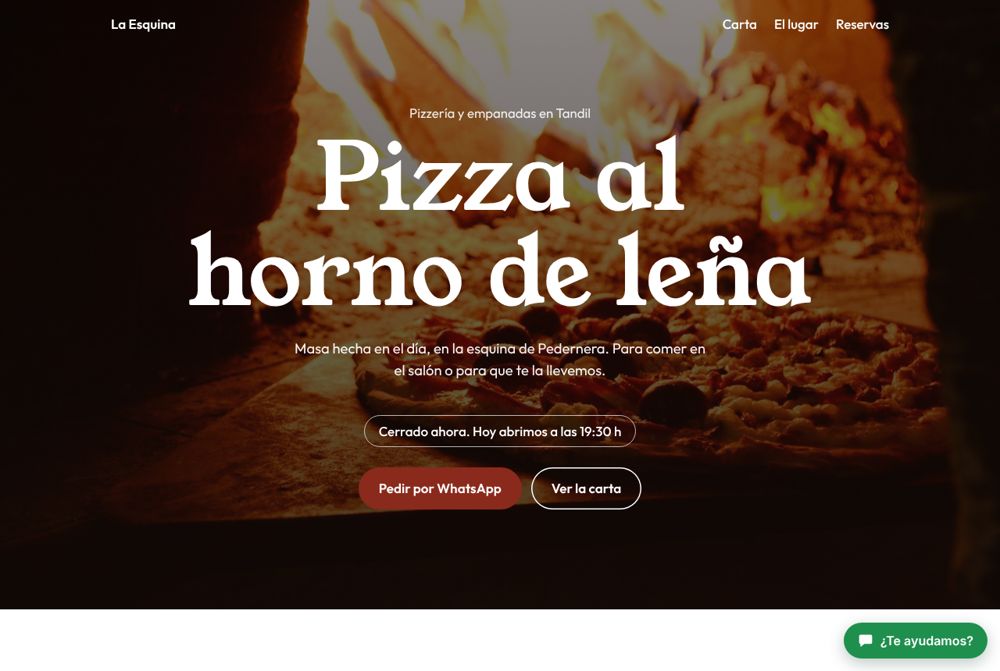 La Esquina
Carta
El lugar
Reservas
Pizzería y empanadas en Tandil
Pizza al
horno de leña
Masa hecha en el día, en la esquina de Pedernera. Para comer en
el salón o para que te la llevemos.
Cerrado ahora. Hoy abrimos a las 19:30 h
Pedir por WhatsApp
Ver la carta
¿Te ayudamos?